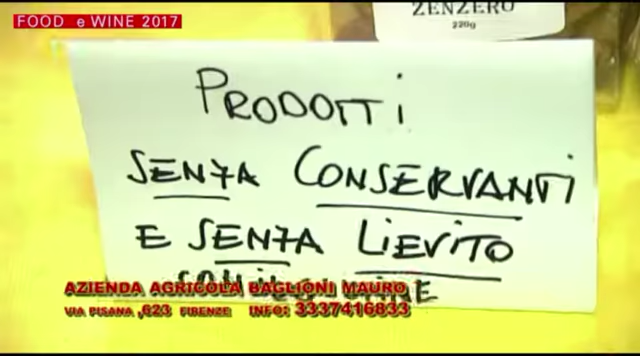 FOOD e WINE 2017
ZENZERO
220g
PRODOTTI
SENZA CONSERVANTI
E SENZA LIEVITO
AZIENDA AGRICOLA BAGLIONI MAURO
VIA PISANA ,623 FIRENZE INFO: 3337416833